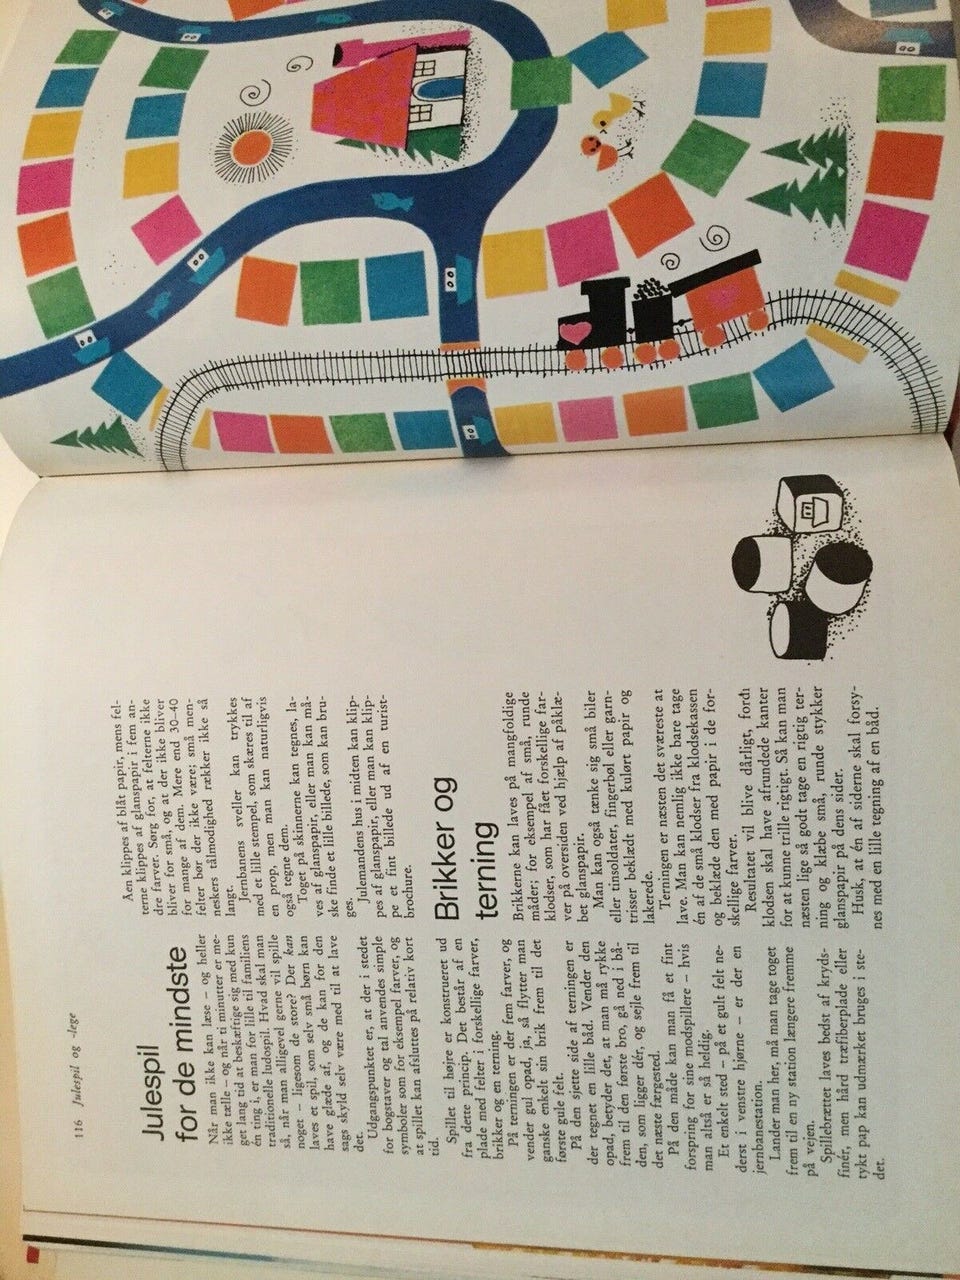 116 Julespil og -lege
Julespil
for de mindste
Når man ikke kan læse – og heller
ikke tælle – og når ti minutter er me-
get lang tid at beskæftige sig med kun
én ting i, er man for lille til familiens
traditionelle ludospil. Hvad skal man
så, når man alligevel gerne vil spille
noget – ligesom de store? Der kan
laves et spil, som selv små børn kan
have glæde af, og de kan for den
sags skyld selv være med til at lave
det.
Udgangspunktet er, at der i stedet
for bogstaver og tal anvendes simple
symboler som for eksempel farver, og
at spillet kan afsluttes på relativ kort
tid.
Spillet til højre er konstrueret ud
fra dette princip. Det består af en
plade med felter i forskellige farver,
brikker og en terning.
På terningen er der fem farver, og
vender gul opad, ja, så flytter man
ganske enkelt sin brik frem til det
første gule felt.
På den sjette side af terningen er
der tegnet en lille båd. Vender den
opad, betyder det, at man må rykke
frem til den første bro, gå ned i bå-
den, som ligger dér, og sejle frem til
det næste færgested.
På den måde kan man få et fint
forspring for sine modspillere – hvis
man altså er så heldig.
Et enkelt sted – på et gule felt ne-
derst i venstre hjørne – er der en
jernbanestation.
Lander man her, må man tage toget
frem til en ny station længere fremme
på vejen.
Spillebrættet laves bedst af kryds-
finér, men hård træfiberplade eller
tykt pap kan udmærket bruges i ste-
det.
Åen klippes af blåt papir, mens fel-
terne klippes af glanspapir i fem an-
dre farver. Sørg for, at felterne ikke
bliver for små, og at der ikke bliver
for mange af dem. Mere end 30–40
felter bør der ikke være; små men-
neskers tålmodighed rækker ikke så
langt.
Jernbanens sveller kan trykkes
med et lille stempel, som skæres til af
en prop, men man kan naturligvis
også tegne dem.
Toget på skinnerne kan tegnes, la-
ves af glanspapir, eller man kan må-
ske finde et lille billede, som kan bru-
ges.
Julemandens hus i midten kan klip-
pes af glanspapir, eller man kan klip-
pe et fint billede ud af en turist-
brochure.
Brikker og
terning
Brikkerne kan laves på mangfoldige
måder; for eksempel af små, runde
klodser, som har fået forskellige far-
ver på oversiden ved hjælp af påklæ-
bet glanspapir.
Man kan også tænke sig små biler
eller tinsoldater, fingerbøl eller garn-
trisser beklædt med kulørt papir og
lakerede.
Terningen er næsten det sværeste at
lave. Man kan nemlig ikke bare tage
én af de små klodser fra klodsekassen
og beklæde den med papir i de for-
skellige farver.
Resultatet vil blive dårligt, fordi
klodsen skal have afrundede kanter
for at kunne trille rigtigt. Så kan man
næsten lige så godt tage en rigtig ter-
ning og klæbe små, runde stykker
glanspapir på dens sider.
Husk, at én af siderne skal forsy-
nes med en lille tegning af en båd.